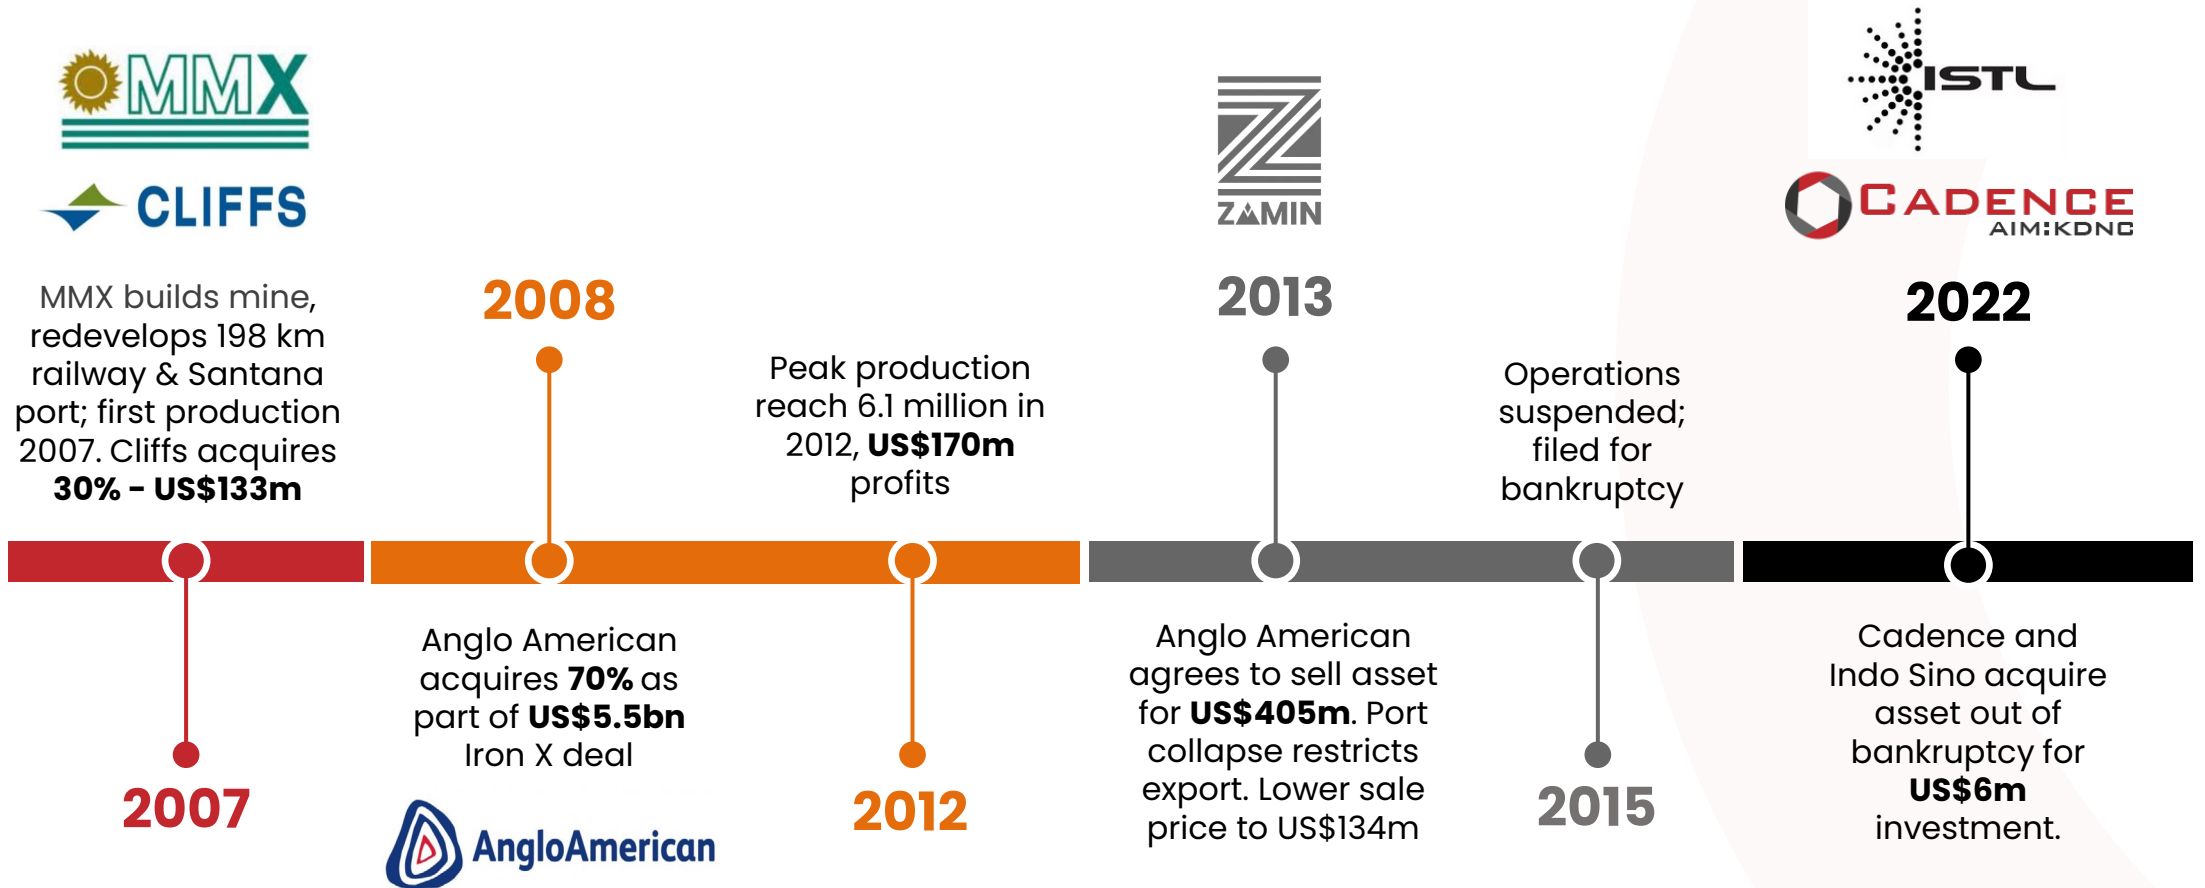 MMX
CLIFFS
MMX builds mine,
redevelops 198 km
railway & Santana
port; first production
2007. Cliffs acquires
30% - US$133m
2007
2008
Anglo American
acquires 70% as
part of US$5.5bn
Iron X deal
AngloAmerican
Peak production
reach 6.1 million in
2012, US$170m
profits
2012
ZAMIN
2013
Anglo American
agrees to sell asset
for US$405m. Port
collapse restricts
export. Lower sale
price to US$134m
Operations
suspended;
filed for
bankruptcy
2015
ISTL
CADENCE
AIM:KDNC
2022
Cadence and
Indo Sino acquire
asset out of
bankruptcy for
US$6m
investment.